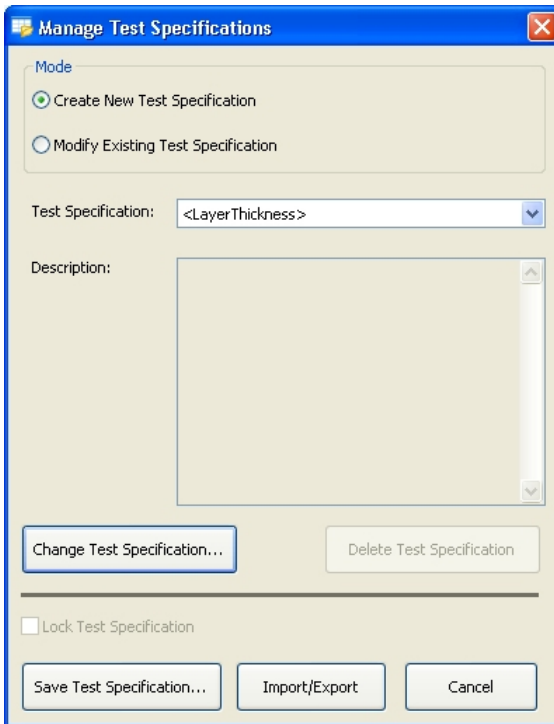 Manage Test Specifications
Mode
Create New Test Specification
Modify Existing Test Specification
Test Specification: <LayerThickness>
Description:
Change Test Specification... Delete Test Specification
Lock Test Specification
Save Test Specification... Import/Export Cancel